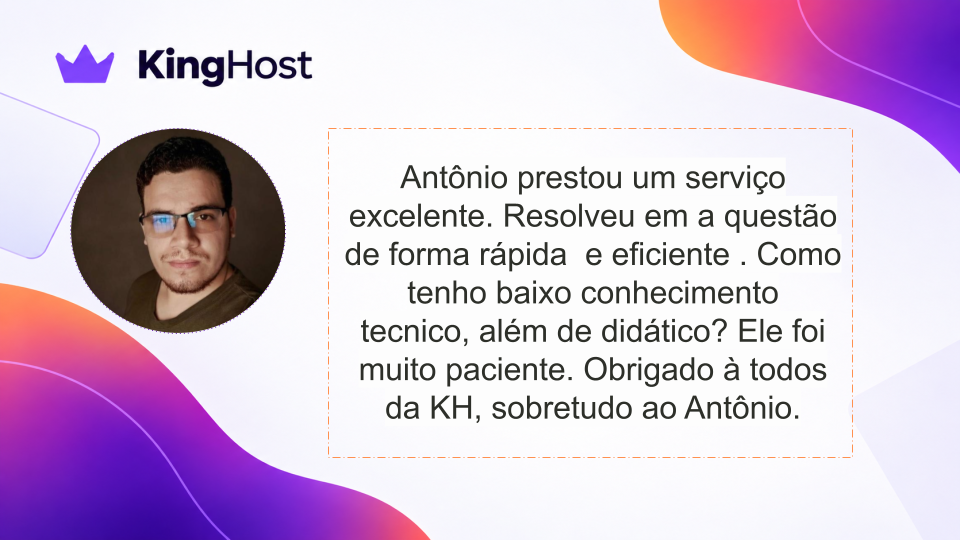 KingHost
Antônio prestou um serviço
excelente. Resolveu em a questão
de forma rápida  e eficiente . Como
tenho baixo conhecimento
tecnico, além de didático? Ele foi
muito paciente. Obrigado à todos
da KH, sobretudo ao Antônio.